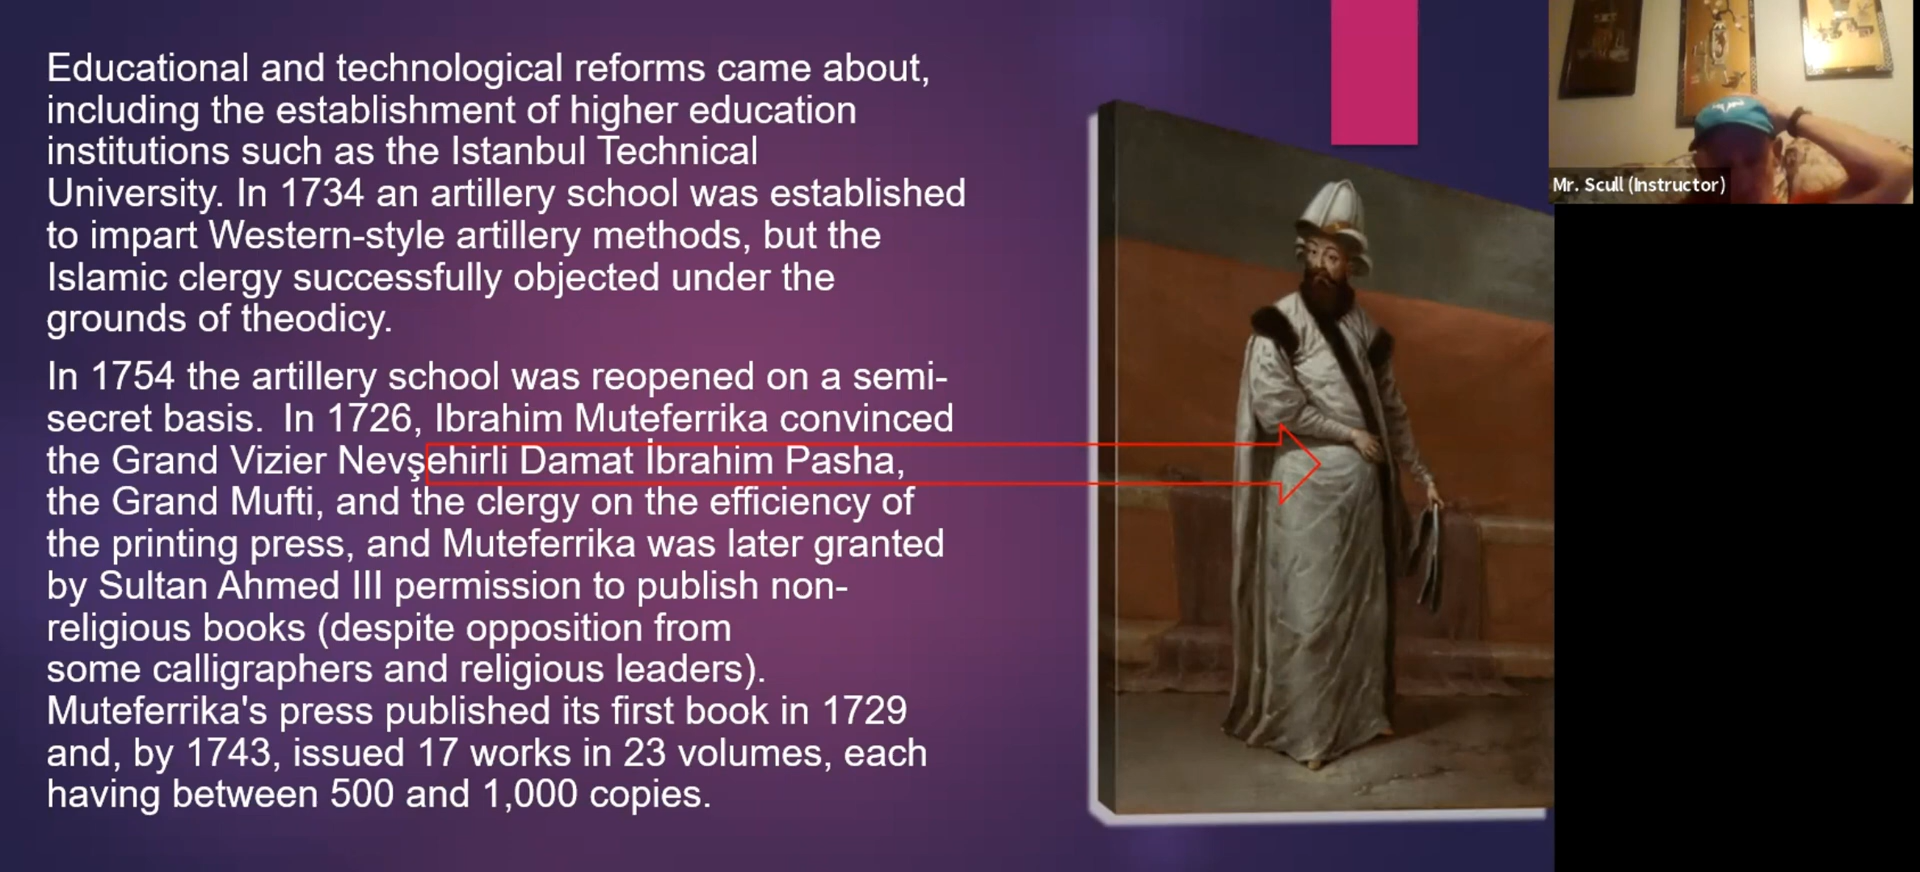 Educational and technological reforms came about,
including the establishment of higher education
institutions such as the Istanbul Technical
University. In 1734 an artillery school was established
to impart Western-style artillery methods, but the
Islamic clergy successfully objected under the
grounds of theodicy.
In 1754 the artillery school was reopened on a semi-
secret basis.  In 1726, Ibrahim Muteferrika convinced
the Grand Vizier Nevşehirli Damat İbrahim Pasha,
the Grand Mufti, and the clergy on the efficiency of
the printing press, and Muteferrika was later granted
by Sultan Ahmed III permission to publish non-
religious books (despite opposition from
some calligraphers and religious leaders).
Muteferrika's press published its first book in 1729
and, by 1743, issued 17 works in 23 volumes, each
having between 500 and 1,000 copies.
Mr. Scull (Instructor)